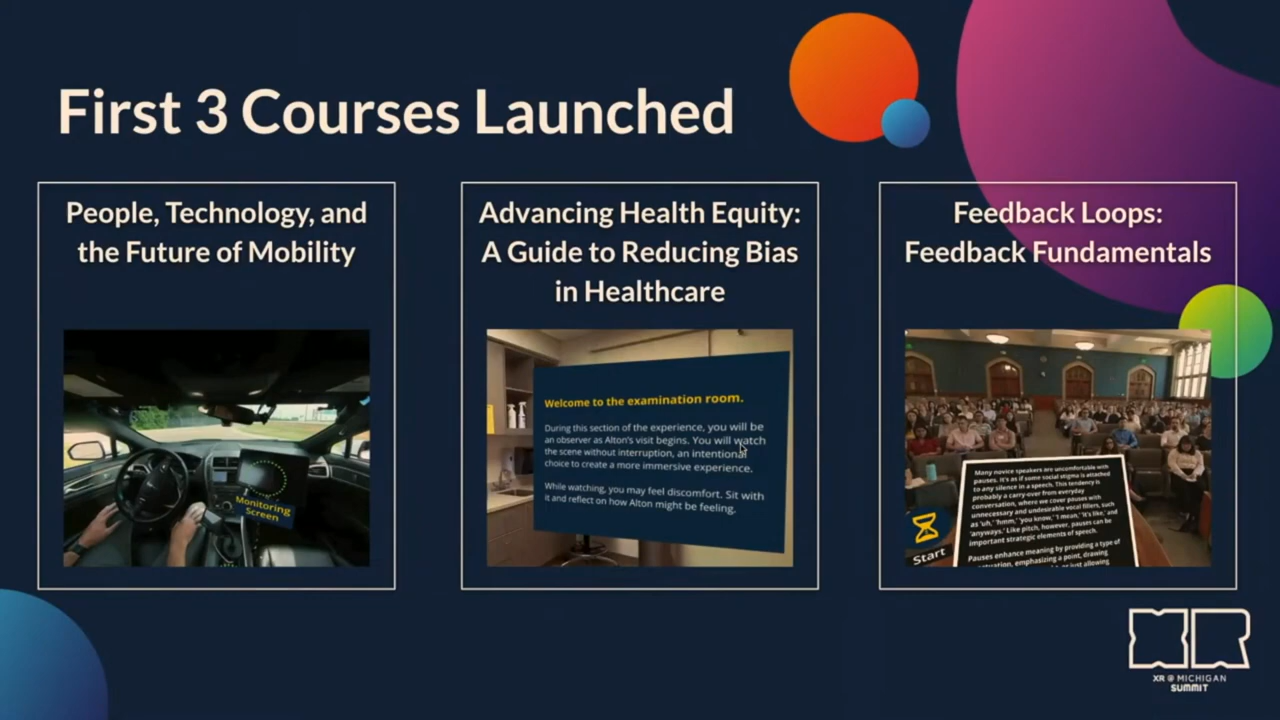 First 3 Courses Launched
People, Technology, and
the Future of Mobility
Monitoring
Screen
Advancing Health Equity:
A Guide to Reducing Bias
in Healthcare
Welcome to the examination room.
During this section of the experience, you will be
an observer as Alton's visit begins. You will watch
the scene without interruption, an intentional
choice to create a more immersive experience.
While watching, you may feel discomfort. Sit with
it and reflect on how Alton might be feeling.
Feedback Loops:
Feedback Fundamentals
Many novice speakers are uncomfortable with
pauses. It's as if some social stigma is attached
to any silence in a speech. This tendency is
probably a carry-over from everyday
conversation, where we cover pauses with
unnecessary and undesirable vocal fillers, such
as 'uh,' 'hmm,' 'you know,' 'I mean,' 'it's like,' and
'anyways.' Like pitch, however, pauses can be
important strategic elements of speech.
Pauses enhance meaning by providing a type of
emphasizing a point, drawing
or just allowing
Start
XR
XR @ MICHIGAN
SUMMIT